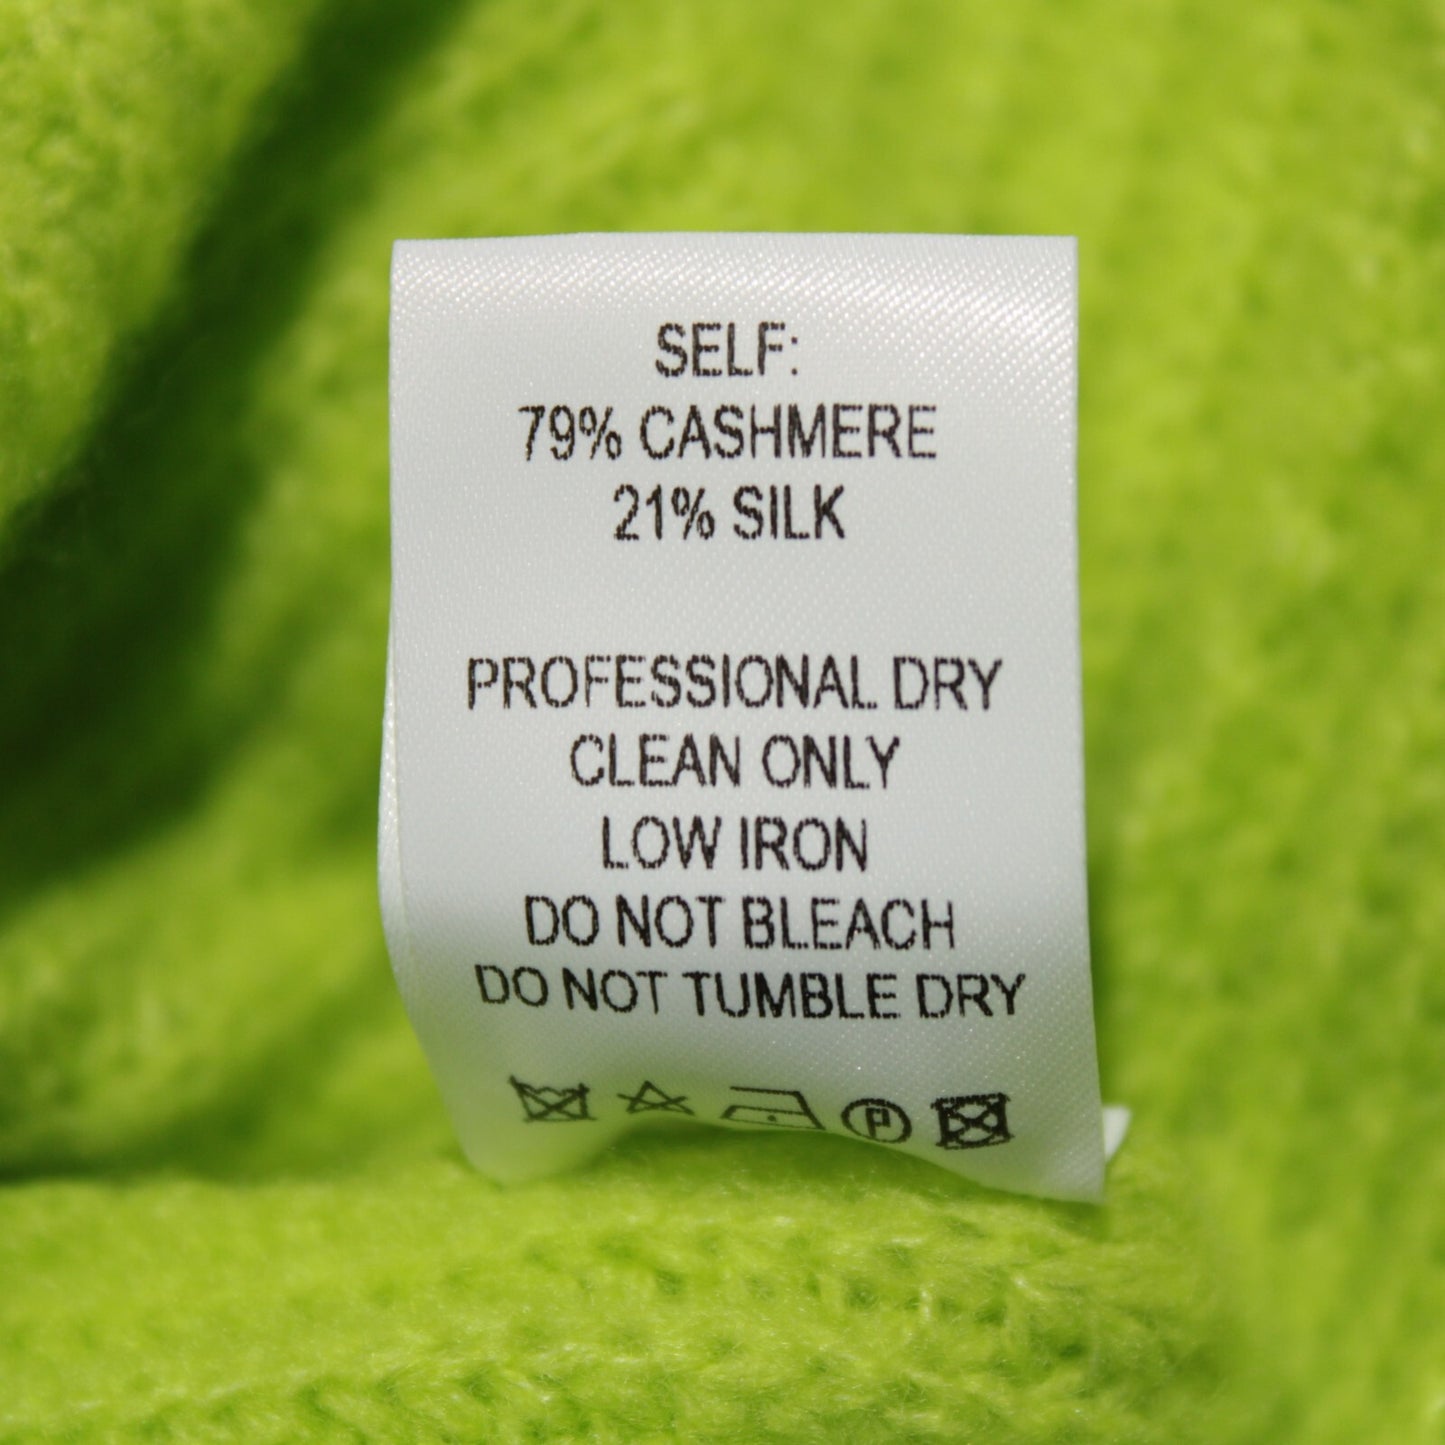 SELF:
79% CASHMERE
21% SILK
PROFESSIONAL DRY
CLEAN ONLY
LOW IRON
DO NOT BLEACH
DO NOT TUMBLE DRY
P